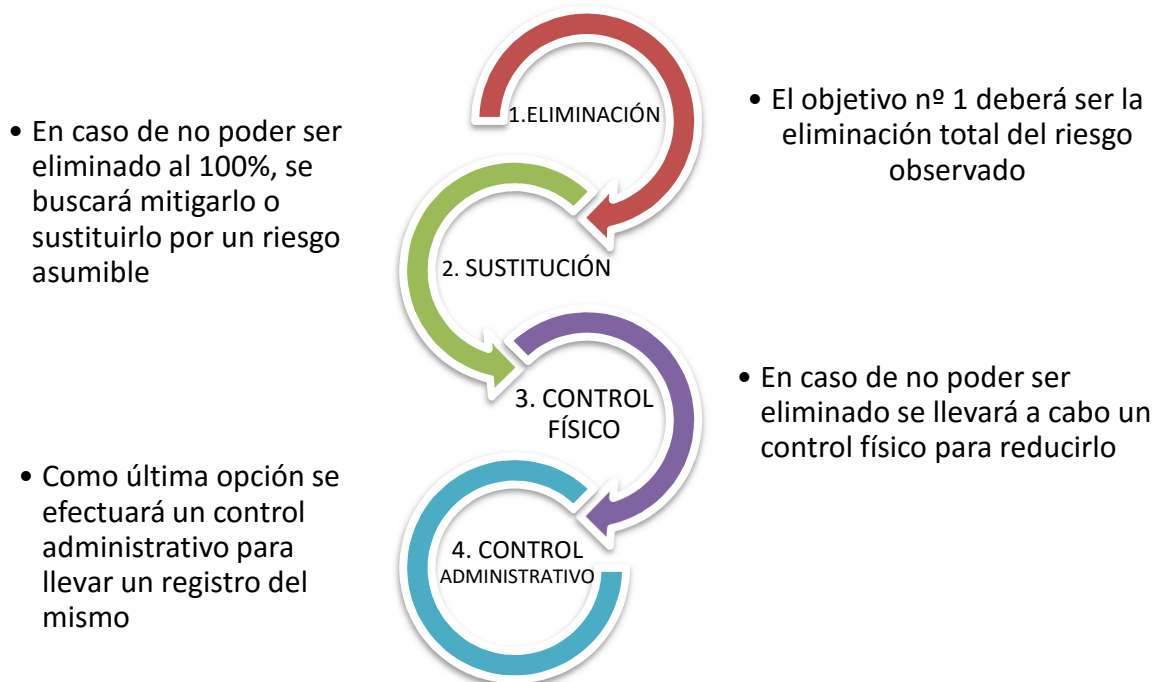 1.ELIMINACIÓN
• El objetivo nº 1 deberá ser la
eliminación total del riesgo
observado
• En caso de no poder ser
eliminado al 100%, se
buscará mitigarlo o
sustituirlo por un riesgo
asumible
2. SUSTITUCIÓN
3. CONTROL
FÍSICO
• En caso de no poder ser
eliminado se llevará a cabo un
control físico para reducirlo
• Como última opción se
efectuará un control
administrativo para
llevar un registro del
mismo
4. CONTROL
ADMINISTRATIVO